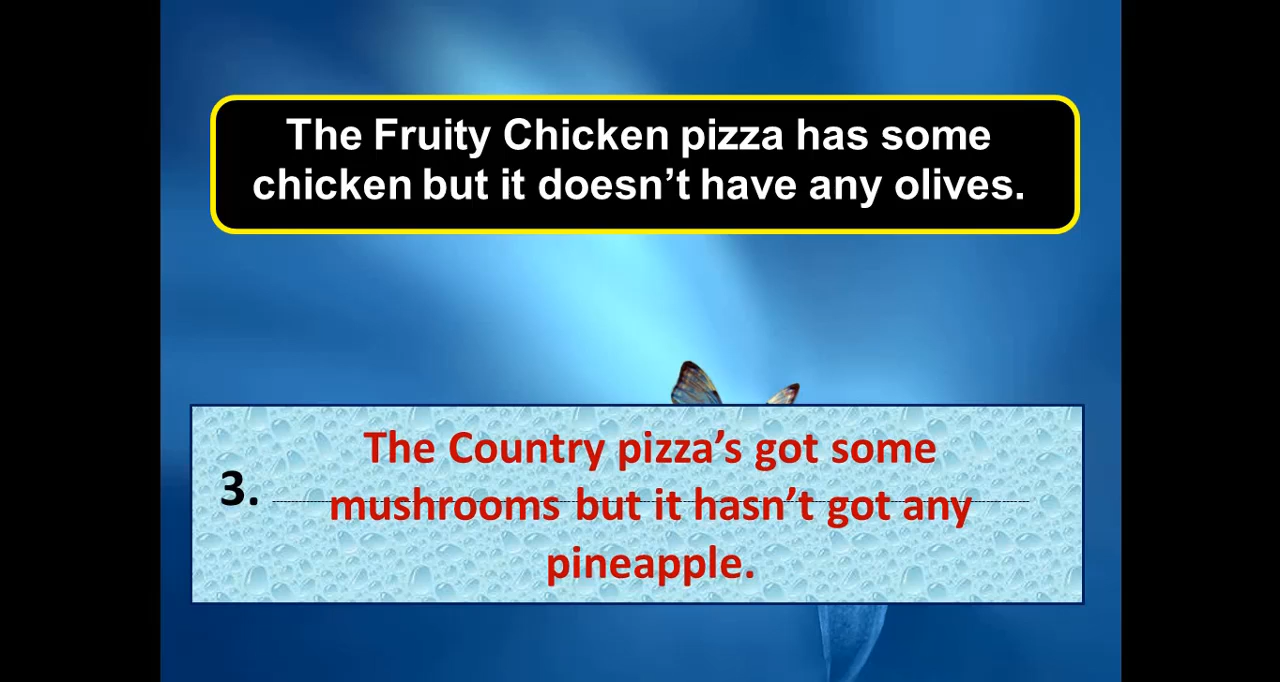 The Fruity Chicken pizza has some
chicken but it doesn’t have any olives.
The Country pizza’s got some
3.
mushrooms but it hasn’t got any
pineapple.